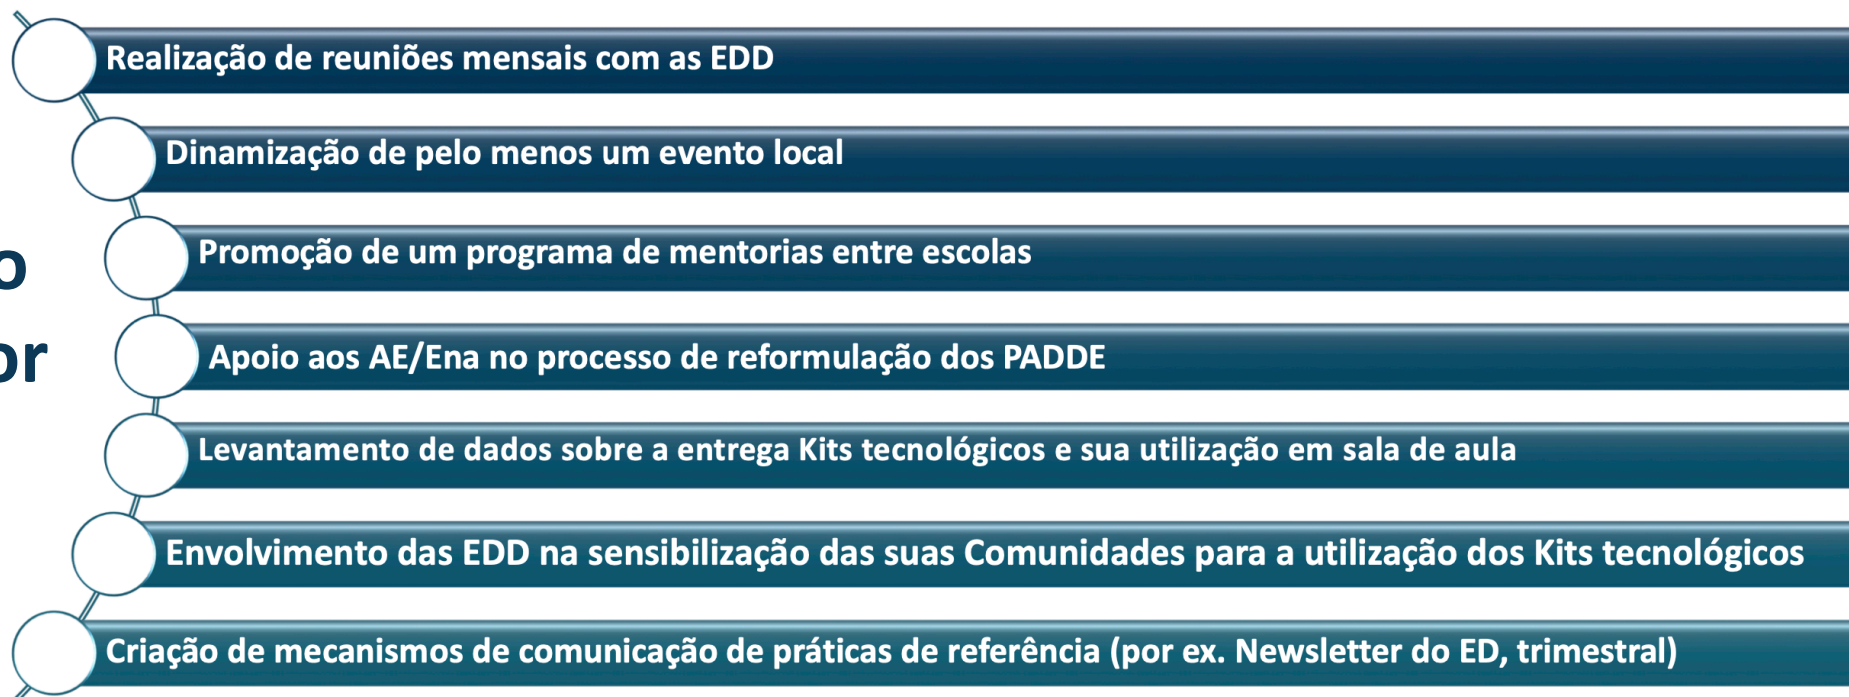 Realização de reuniões mensais com as EDD
Dinamização de pelo menos um evento local
Promoção de um programa de mentorias entre escolas
Apoio aos AE/Ena no processo de reformulação dos PADDE
Levantamento de dados sobre a entrega Kits tecnológicos e sua utilização em sala de aula
Envolvimento das EDD na sensibilização das suas Comunidades para a utilização dos Kits tecnológicos
Criação de mecanismos de comunicação de práticas de referência (por ex. Newsletter do ED, trimestral)